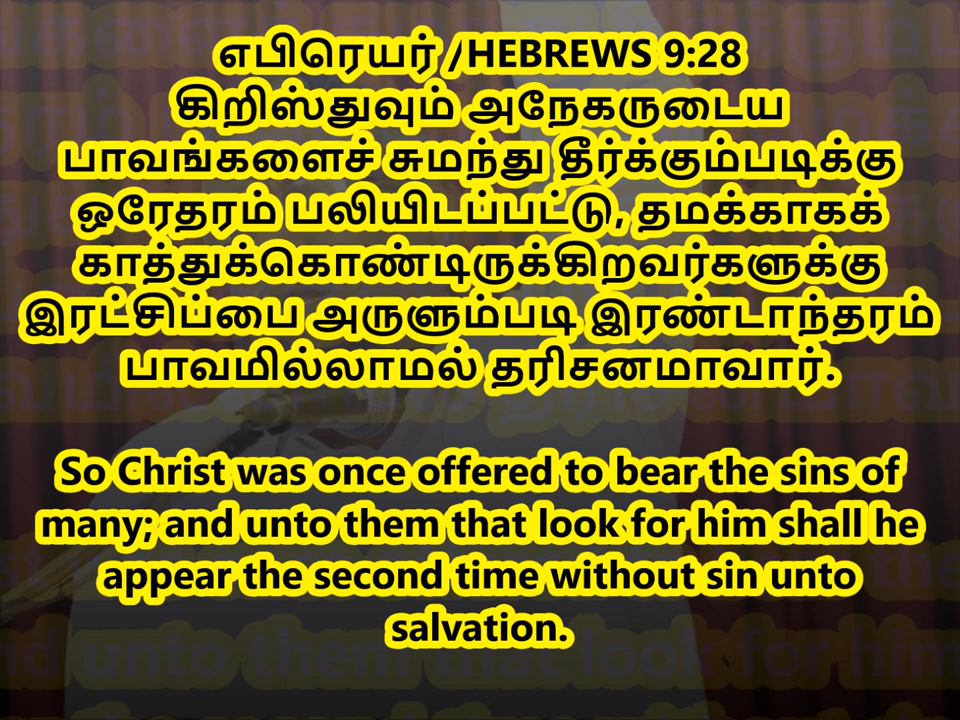 எபிரெயர் /HEBREWS 9:28
கிறிஸ்துவும் அநேகருடைய
பாவங்களைச் சுமந்து தீர்க்கும்படிக்கு
ஒரேதரம் பலியிடப்பட்டு, தமக்காகக்
காத்துக்கொண்டிருக்கிறவர்களுக்கு
இரட்சிப்பை அருளும்படி இரண்டாந்தரம்
பாவமில்லாமல் தரிசனமாவார்.
So Christ was once offered to bear the sins of
many; and unto them that look for him shall he
appear the second time without sin unto
salvation.